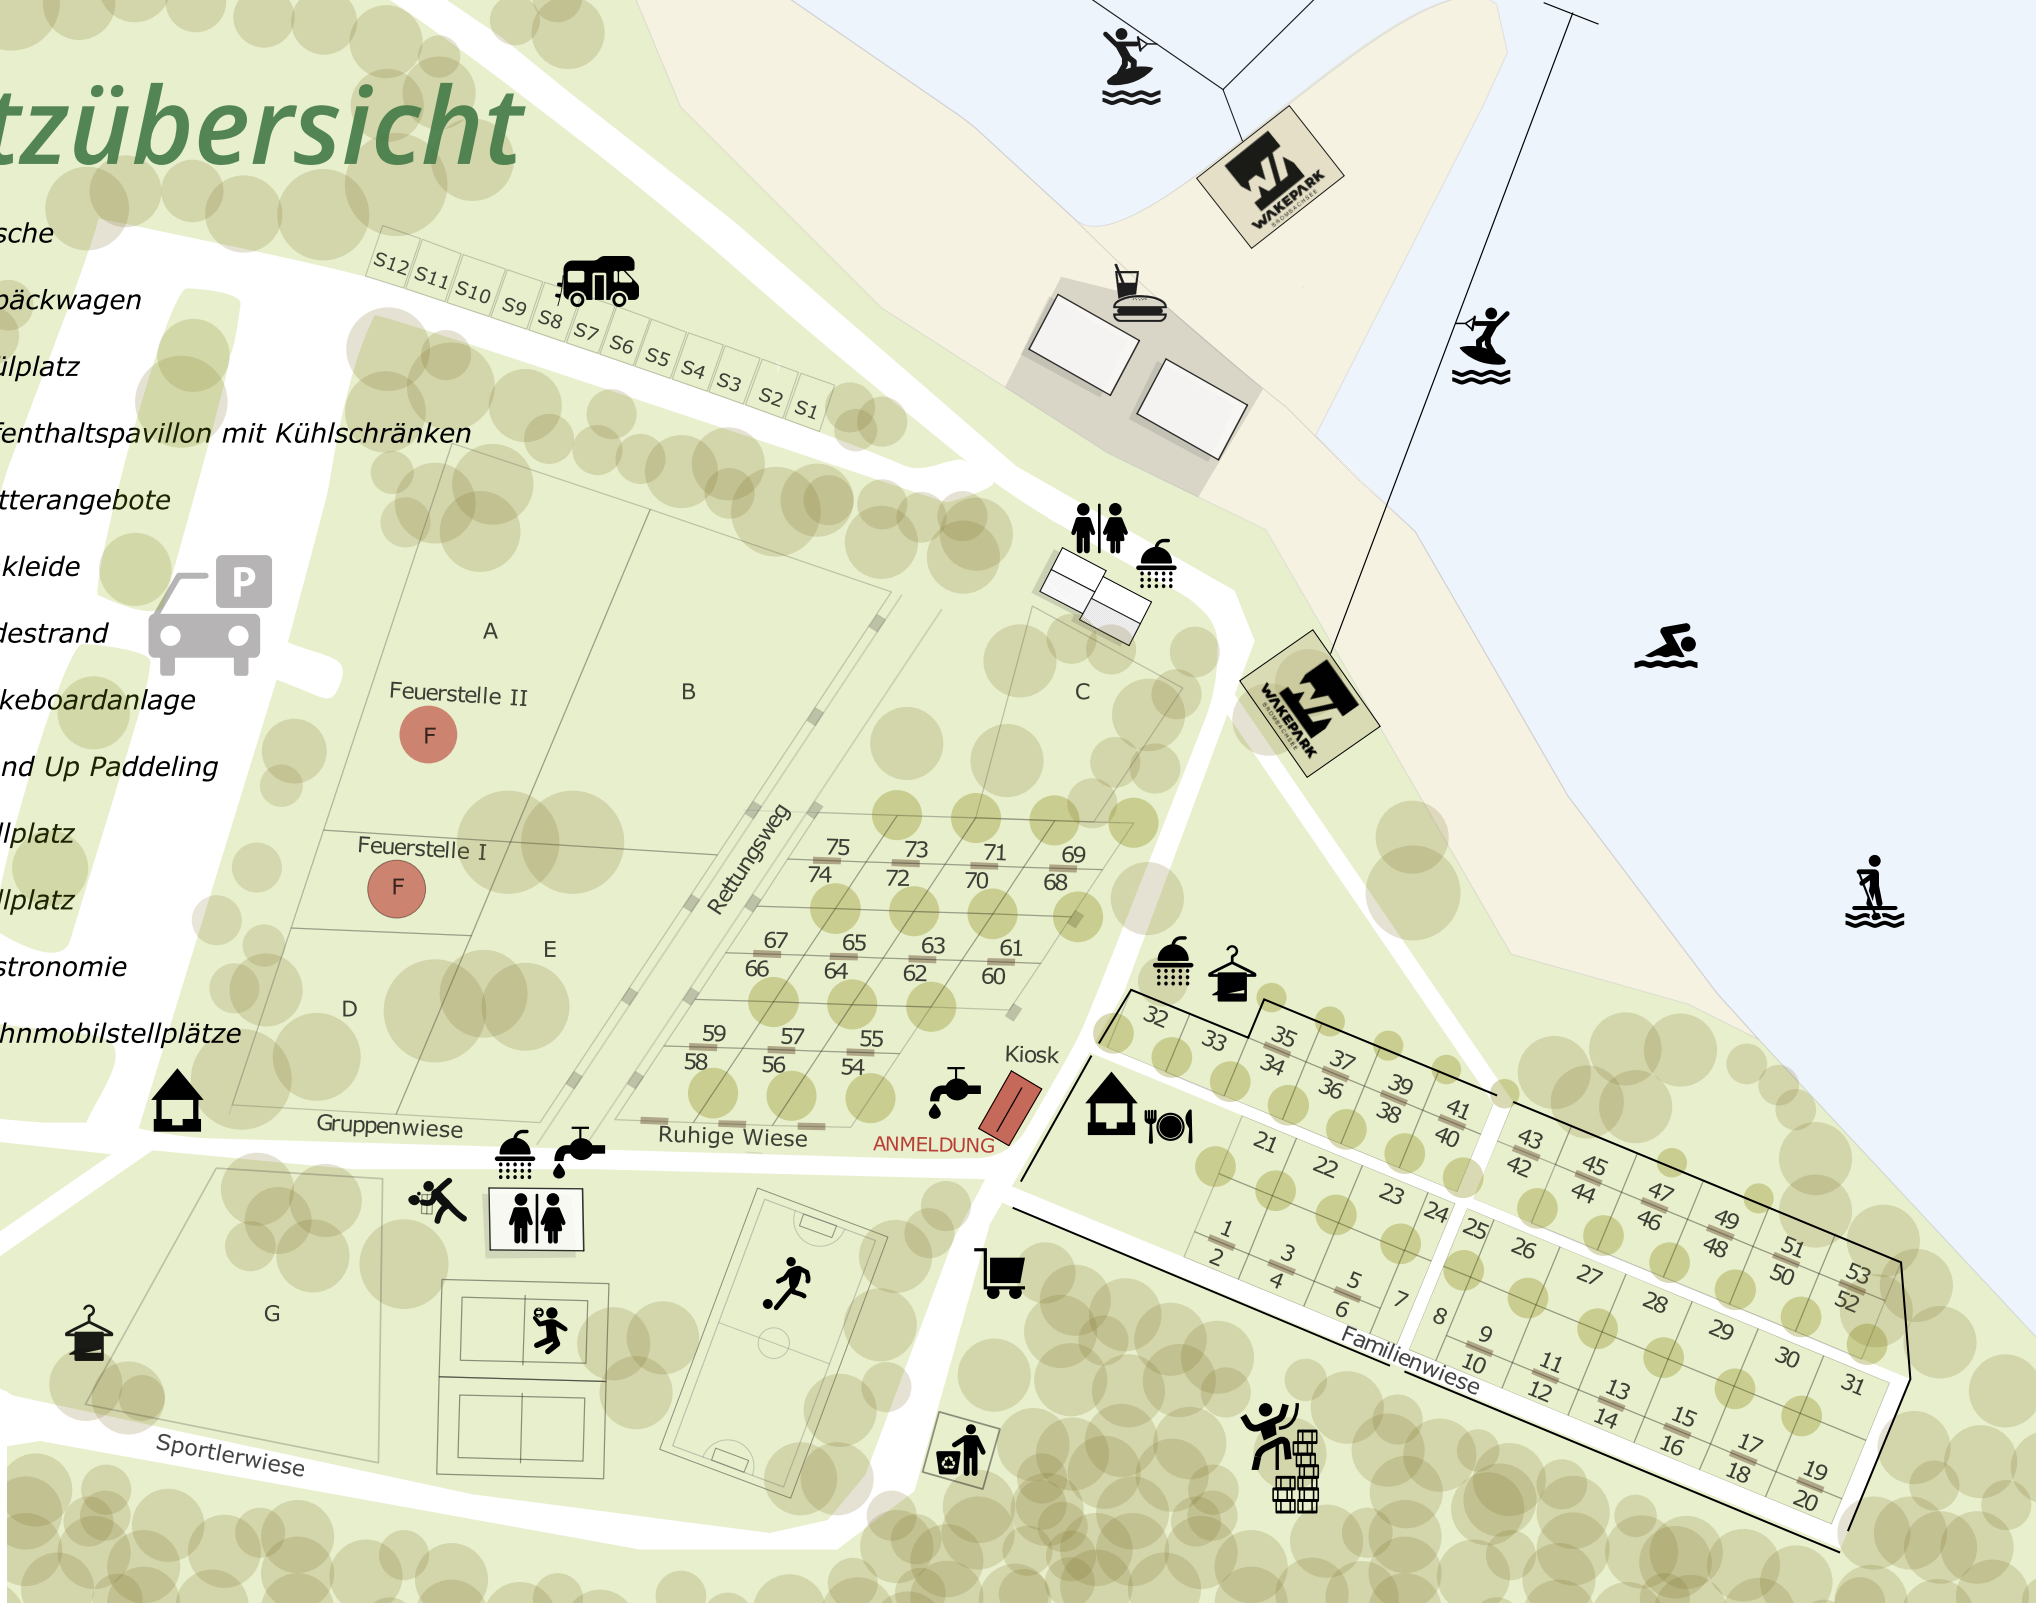 tzübersicht
sche
päckwagen
ülplatz
fenthaltspavillon mit Kühlschränken
tterangebote
kleide
destrand
keboardanlage
nd Up Paddeling
llplatz
llplatz
stronomie
hnmobilstellplätze
S12 S11 S10 S9 S8 S7 S6 S5 S4 S3 S2 S1
WAKEPARK
BROMBACHSEE
WAKEPARK
BROMBACHSEE
P
A
B
C
Feuerstelle II
F
Feuerstelle I
F
E
D
Rettungsweg
75 73 71 69
74 72 70 68
67 65 63 61
66 64 62 60
59 57 55
58 56 54
Kiosk
ANMELDUNG
Gruppenwiese
Ruhige Wiese
32 33 35 37 39 41 43 45 47 49 51 53
34 36 38 40 42 44 46 48 50 52
21 22 23 24 25 26 27 28 29 30 31
1 3 5 7 8 9 11 13 15 17 19
2 4 6 10 12 14 16 18 20
Familienwiese
G
Sportlerwiese